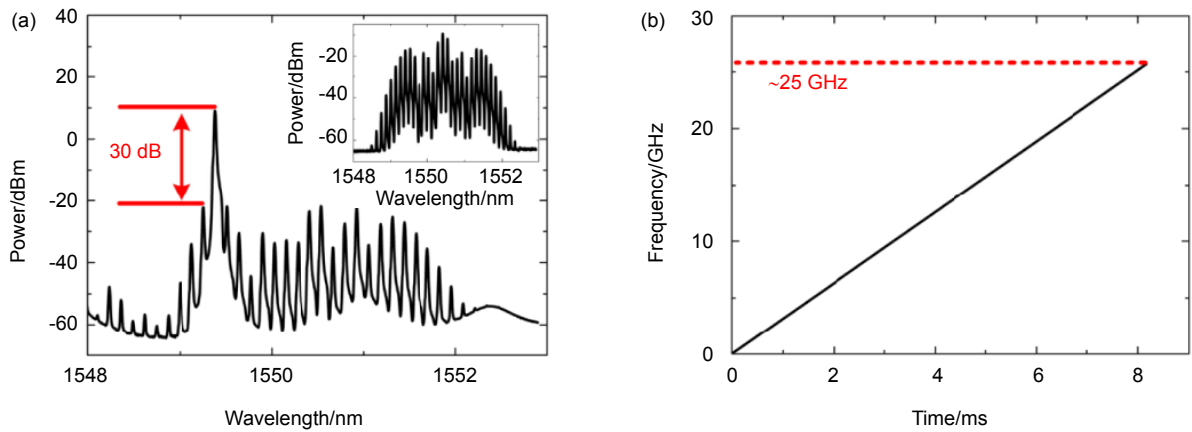 (a)
40
20
0
-20
-40
-60
Power/dBm
1548
1550
1552
Wavelength/nm
30 dB
-20
-40
-60
Power/dBm
1548
1550
1552
Wavelength/nm
(b)
30
20
10
0
Frequency/GHz
0
2
4
6
8
Time/ms
~25 GHz